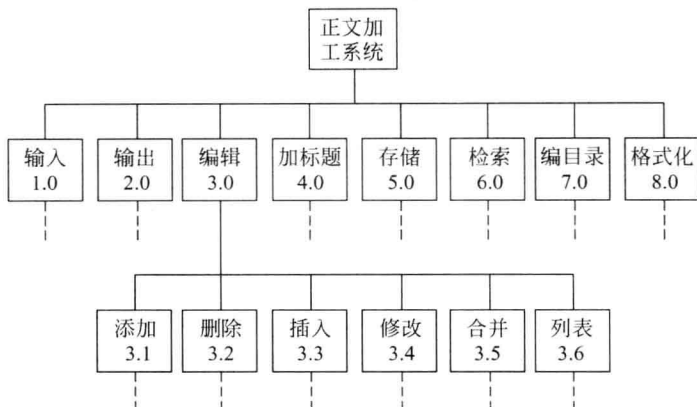 正文加
工系统
输入 输出 编辑 加标题 存储 检索 编目录 格式化
1.0 2.0 3.0 4.0 5.0 6.0 7.0 8.0
添加 删除 插入 修改 合并 列表
3.1 3.2 3.3 3.4 3.5 3.6